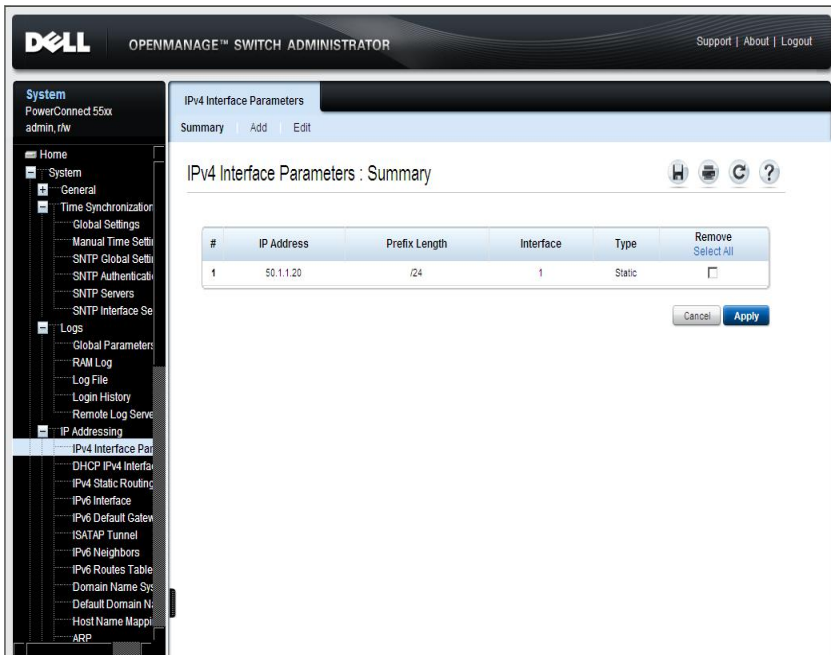 DELL OPENMANAGE™ SWITCH ADMINISTRATOR
Support | About | Logout
System
PowerConnect 55xx
admin, r/w
Home
System
General
Time Synchronization
Global Settings
Manual Time Settin
SNTP Global Settin
SNTP Authenticatio
SNTP Servers
SNTP Interface Se
Logs
Global Parameters
RAM Log
Log File
Login History
Remote Log Serve
IP Addressing
IPv4 Interface Par
DHCP IPv4 Interfac
IPv4 Static Routing
IPv6 Interface
IPv6 Default Gatew
ISATAP Tunnel
IPv6 Neighbors
IPv6 Routes Table
Domain Name Sys
Default Domain Na
Host Name Mappi
ARP
IPv4 Interface Parameters
Summary Add Edit
IPv4 Interface Parameters : Summary
# IP Address Prefix Length Interface Type Remove
Select All
1 50.1.1.20 /24 1 Static
Cancel Apply